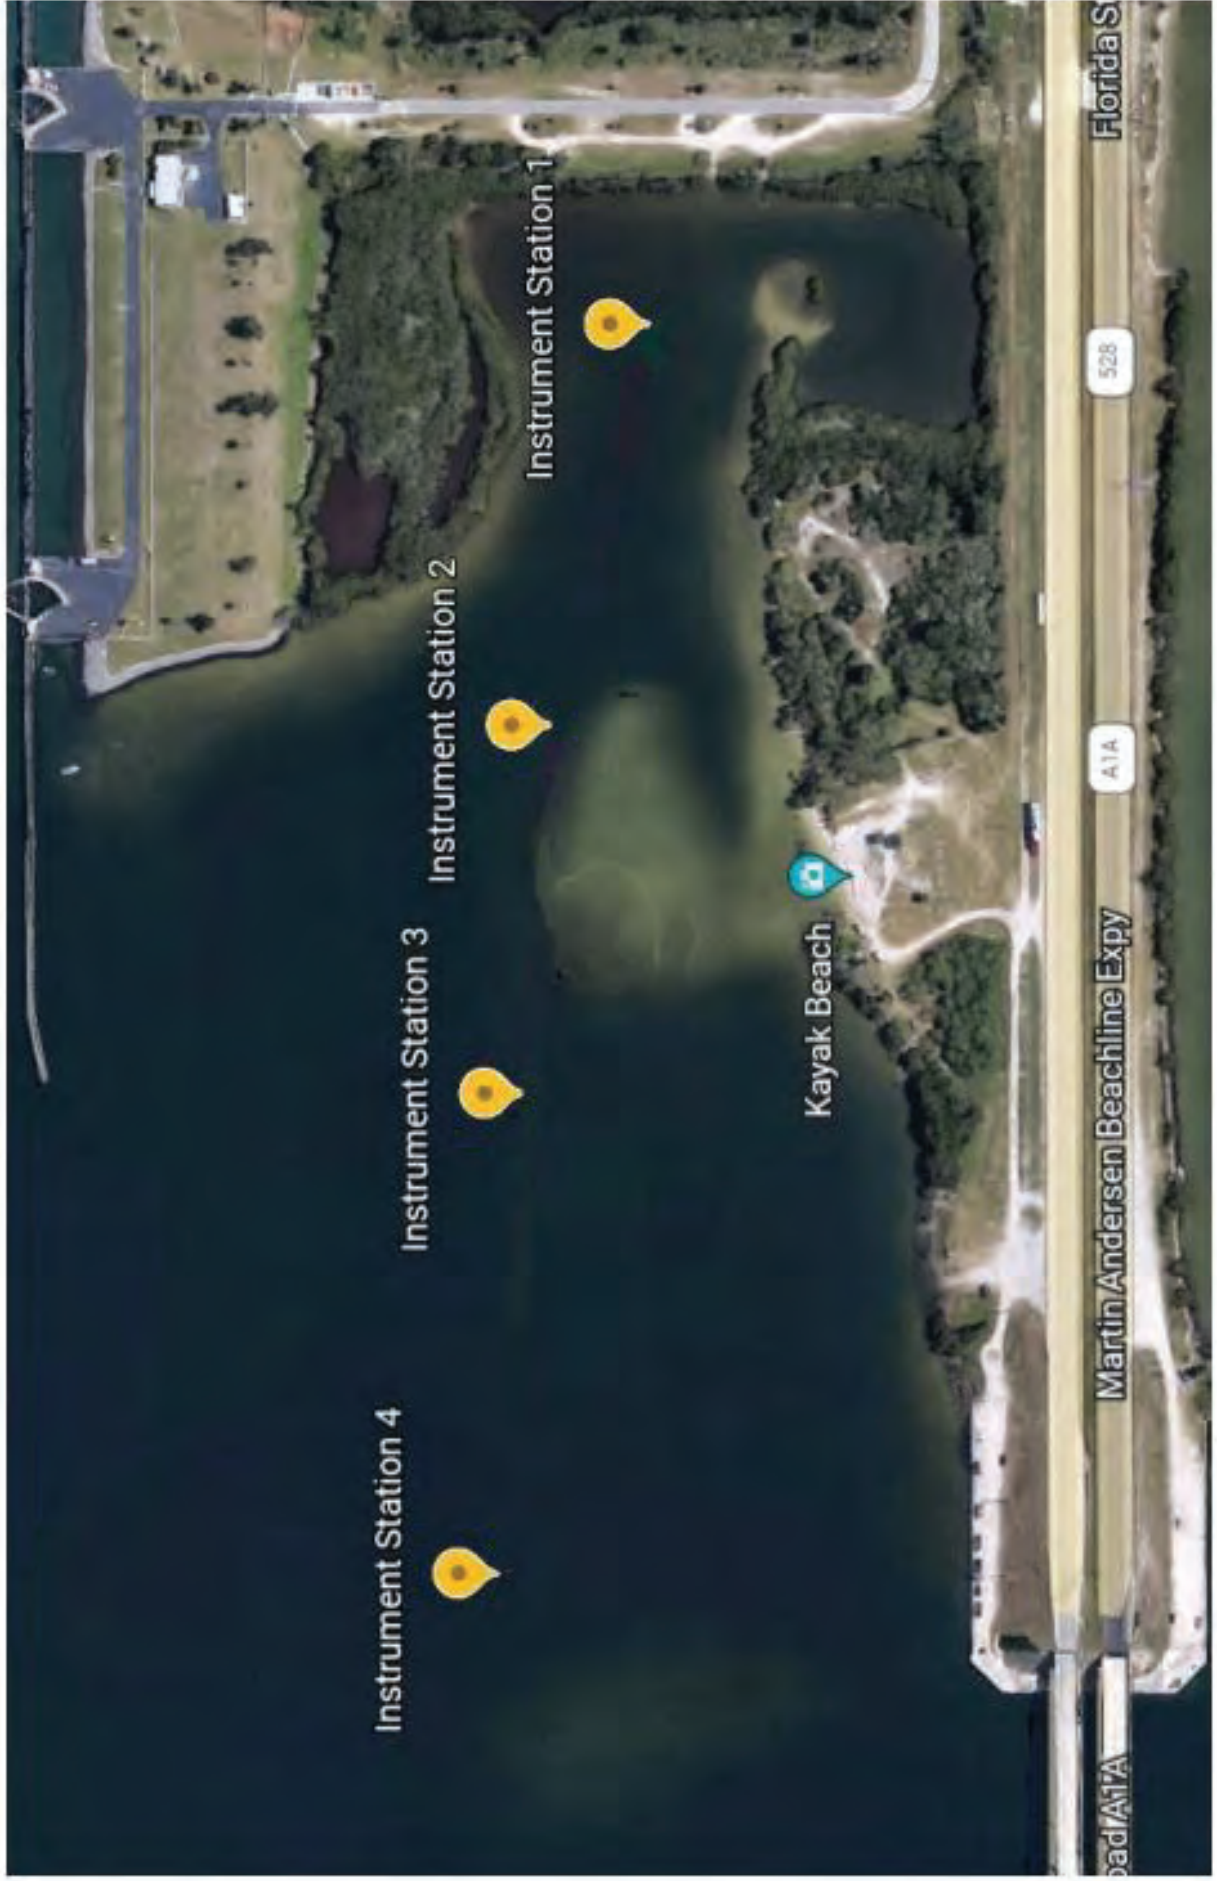 Instrument Station 1
Instrument Station 2
Instrument Station 3
Instrument Station 4
Kayak Beach
Martin Andersen Beachline Expy
A1A
528
Florida S
oad A1A